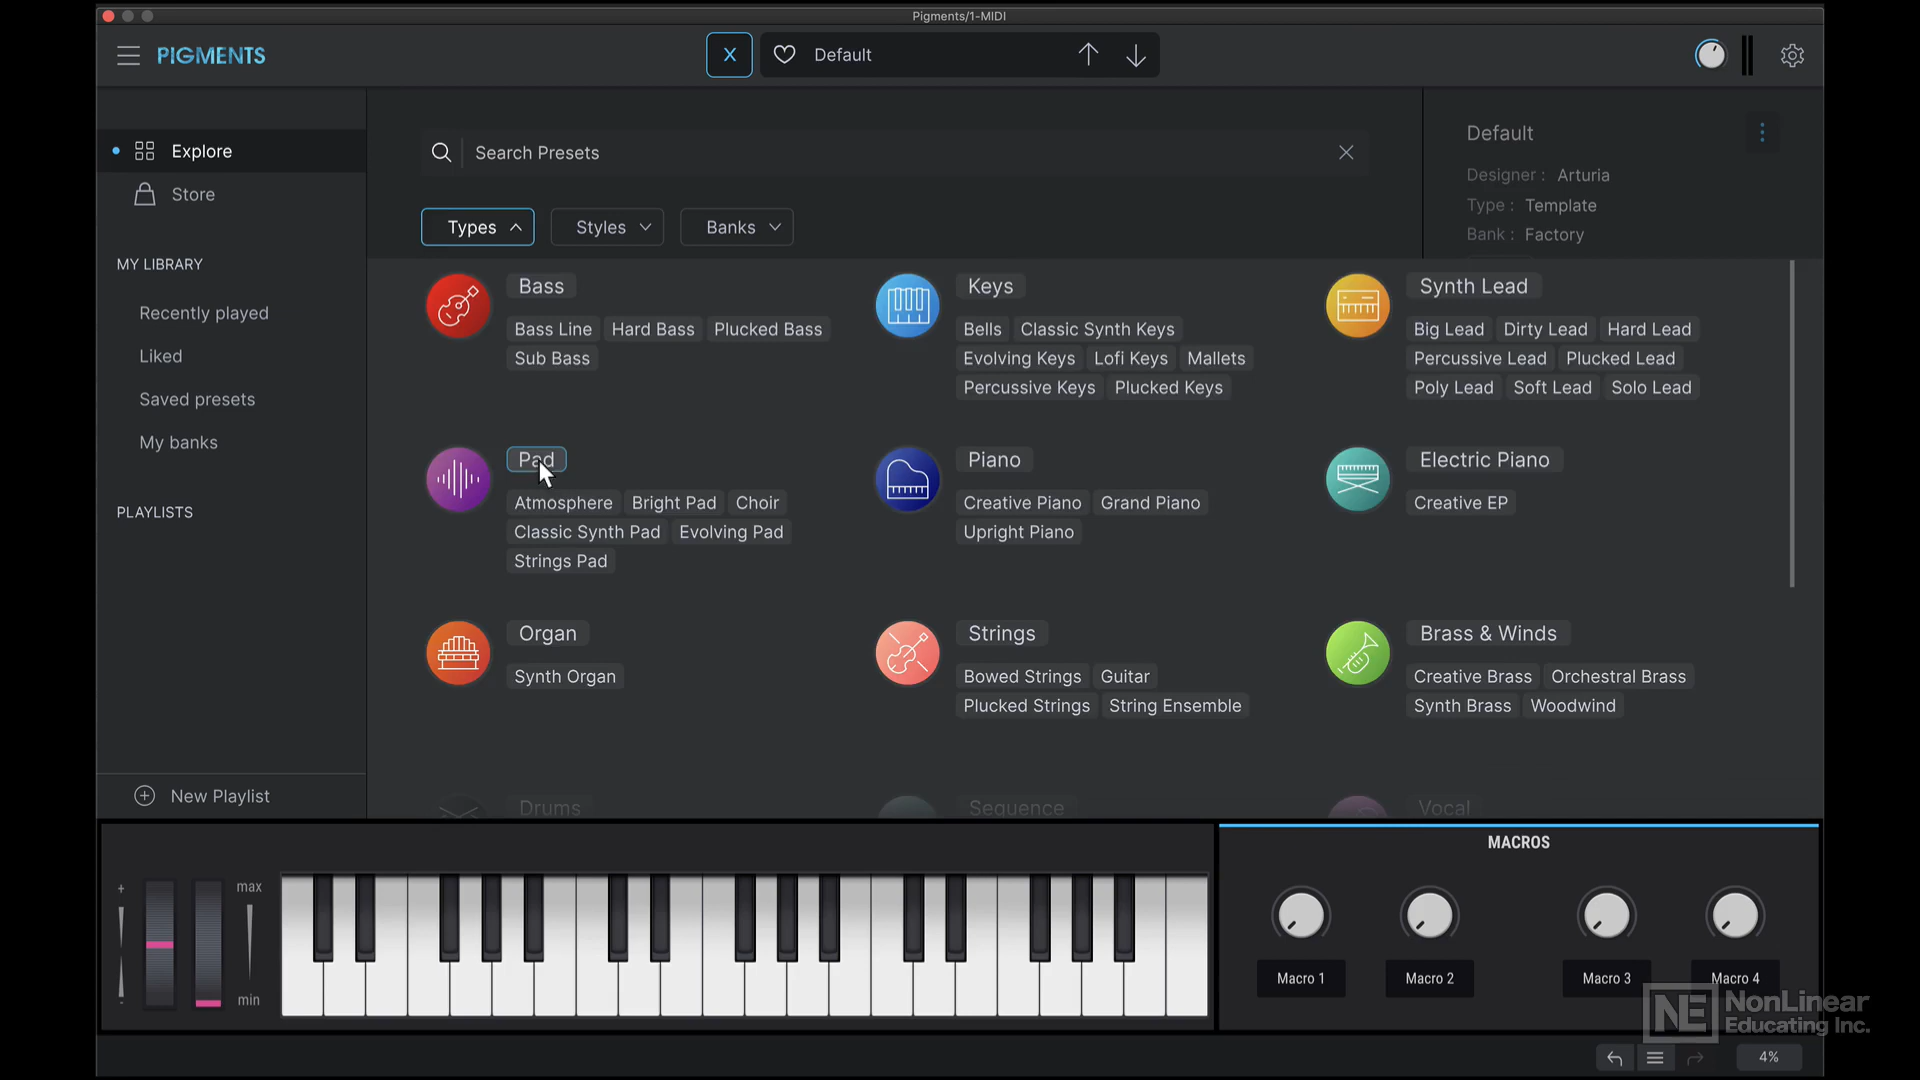 Pigments/1-MIDI
PIGMENTS
X
Default
Explore
Store
MY LIBRARY
Recently played
Liked
Saved presets
My banks
PLAYLISTS
New Playlist
Search Presets
Types
Styles
Banks
Default
Designer : Arturia
Type : Template
Bank : Factory
Bass
Bass Line Hard Bass Plucked Bass
Sub Bass
Keys
Bells Classic Synth Keys
Evolving Keys Lofi Keys Mallets
Percussive Keys Plucked Keys
Synth Lead
Big Lead Dirty Lead Hard Lead
Percussive Lead Plucked Lead
Poly Lead Soft Lead Solo Lead
Pad
Atmosphere Bright Pad Choir
Classic Synth Pad Evolving Pad
Strings Pad
Piano
Creative Piano Grand Piano
Upright Piano
Electric Piano
Creative EP
Organ
Synth Organ
Strings
Bowed Strings Guitar
Plucked Strings String Ensemble
Brass & Winds
Creative Brass Orchestral Brass
Synth Brass Woodwind
Drums
Sequence
Vocal
+
-
max
min
MACROS
Macro 1
Macro 2
Macro 3
Macro 4
NE NonLinear
Educating Inc.
4%